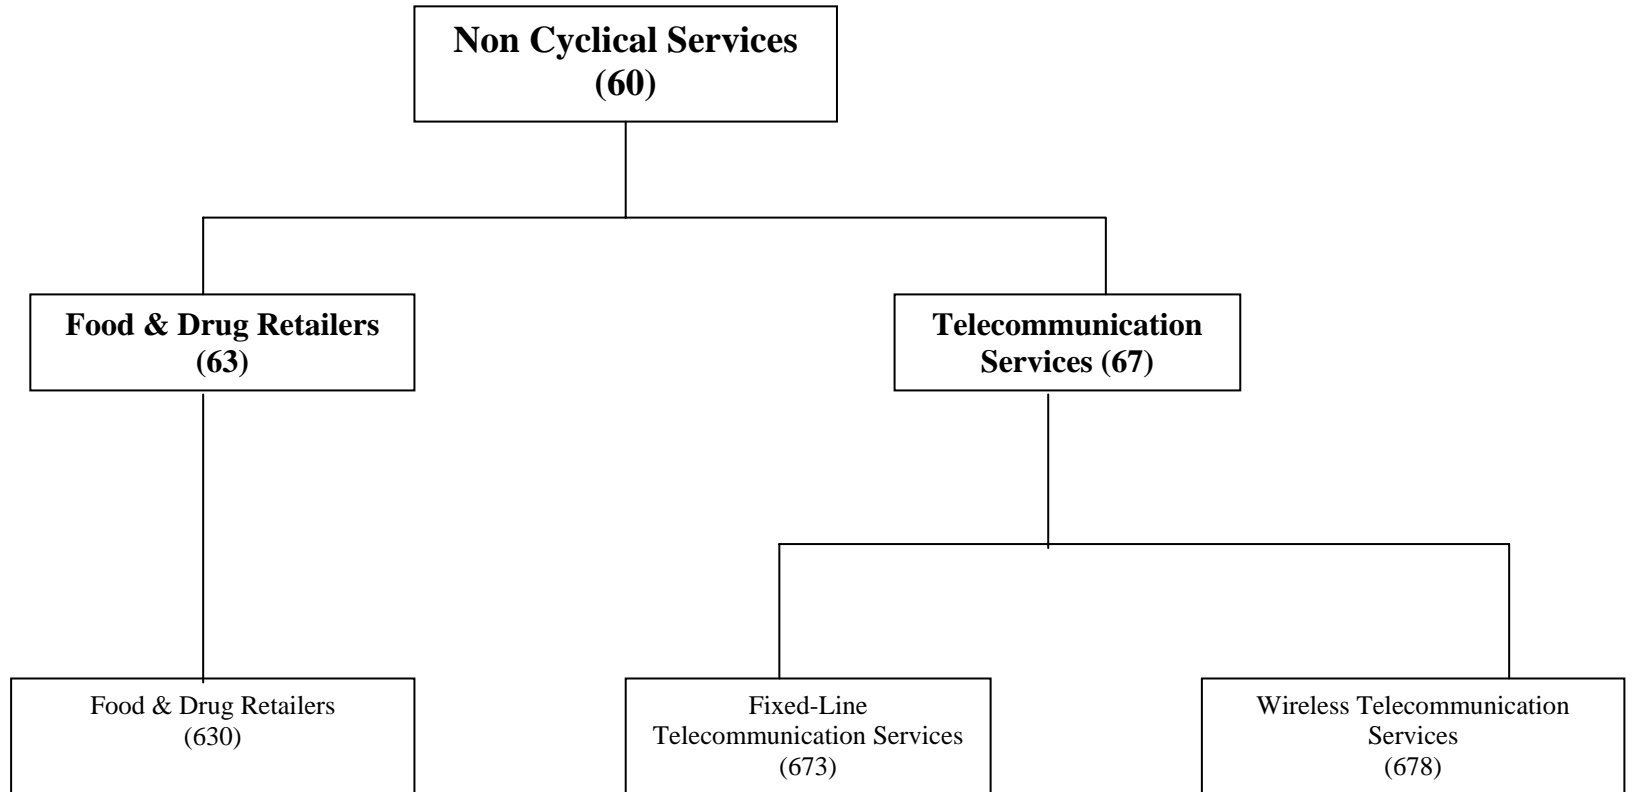 Non Cyclical Services
(60)
Food & Drug Retailers
(63)
Telecommunication
Services (67)
Food & Drug Retailers
(630)
Fixed-Line
Telecommunication Services
(673)
Wireless Telecommunication
Services
(678)